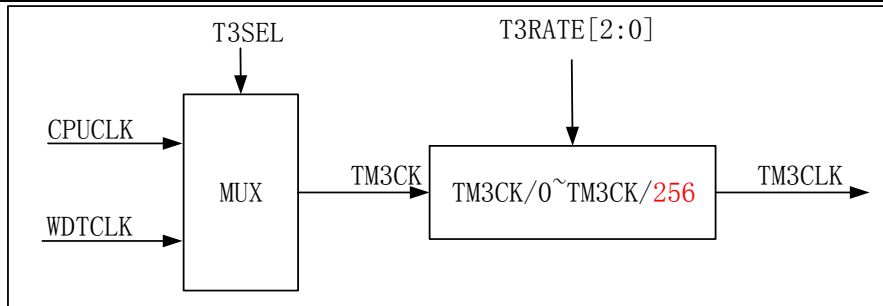 T3SEL
T3RATE[2:0]
CPUCLK
WDTCLK
MUX
TM3CK
TM3CK/0~TM3CK/256
TM3CLK